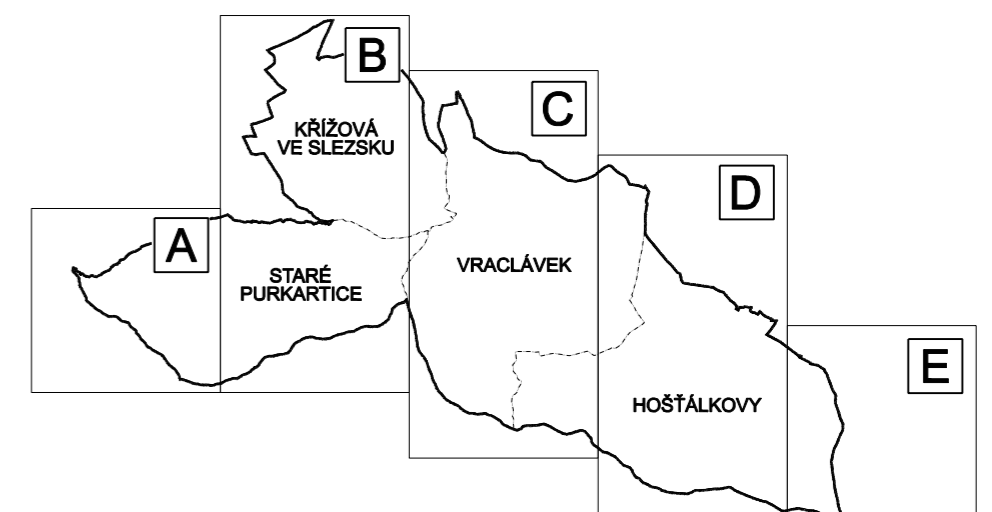 B
C
KŘÍŽOVÁ
VE SLEZSKU
D
A
STARÉ
PURKARTICE
VRACLÁVEK
E
HOŠŤÁLKOVY